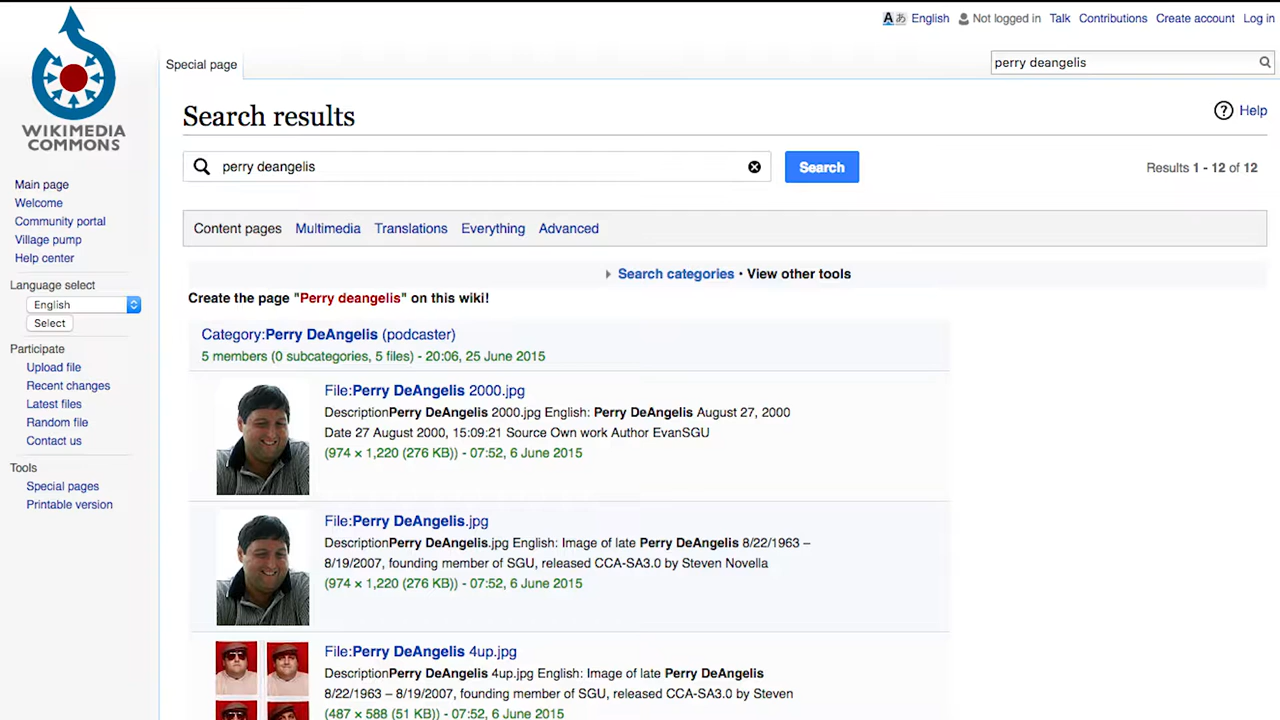 English Not logged in Talk Contributions Create account Log in
Special page
perry deangelis
WIKIMEDIA
COMMONS
Search results
Help
perry deangelis
Search
Results 1 - 12 of 12
Main page
Welcome
Community portal
Village pump
Help center
Language select
English
Select
Participate
Upload file
Recent changes
Latest files
Random file
Contact us
Tools
Special pages
Printable version
Content pages Multimedia Translations Everything Advanced
Search categories • View other tools
Create the page "Perry deangelis" on this wiki!
Category:Perry DeAngelis (podcaster)
5 members (0 subcategories, 5 files) - 20:06, 25 June 2015
File:Perry DeAngelis 2000.jpg
DescriptionPerry DeAngelis 2000.jpg English: Perry DeAngelis August 27, 2000
Date 27 August 2000, 15:09:21 Source Own work Author EvanSGU
(974 × 1,220 (276 KB)) - 07:52, 6 June 2015
File:Perry DeAngelis.jpg
DescriptionPerry DeAngelis.jpg English: Image of late Perry DeAngelis 8/22/1963 –
8/19/2007, founding member of SGU, released CCA-SA3.0 by Steven Novella
(974 × 1,220 (276 KB)) - 07:52, 6 June 2015
File:Perry DeAngelis 4up.jpg
DescriptionPerry DeAngelis 4up.jpg English: Image of late Perry DeAngelis
8/22/1963 – 8/19/2007, founding member of SGU, released CCA-SA3.0 by Steven
(487 × 588 (51 KB)) - 07:52, 6 June 2015